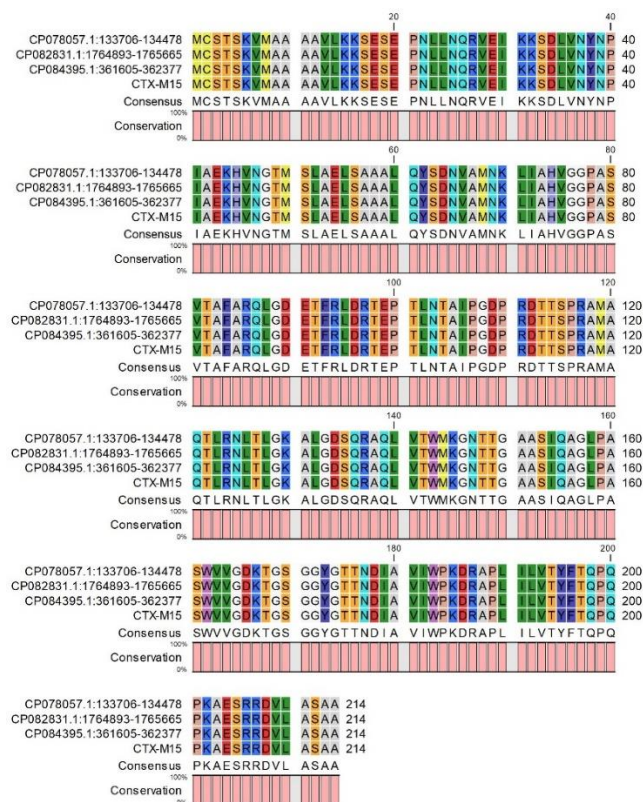 20 40
CP078057.1:133706-134478 MCSTSKVMAA AAVLKKSESE PNLLNQRVEI KKSDLVNYNP 40
CP082831.1:1764893-1765665 MCSTSKVMAA AAVLKKSESE PNLLNQRVEI KKSDLVNYNP 40
CP084395.1:361605-362377 MCSTSKVMAA AAVLKKSESE PNLLNQRVEI KKSDLVNYNP 40
CTX-M15 MCSTSKVMAA AAVLKKSESE PNLLNQRVEI KKSDLVNYNP 40
Consensus MCSTSKVMAA AAVLKKSESE PNLLNQRVEI KKSDLVNYNP
100%
Conservation
0%
60 80
CP078057.1:133706-134478 IAEKHVNGTM SLAELSAAAL QYSDNVAMNK LIAHVGGPAS 80
CP082831.1:1764893-1765665 IAEKHVNGTM SLAELSAAAL QYSDNVAMNK LIAHVGGPAS 80
CP084395.1:361605-362377 IAEKHVNGTM SLAELSAAAL QYSDNVAMNK LIAHVGGPAS 80
CTX-M15 IAEKHVNGTM SLAELSAAAL QYSDNVAMNK LIAHVGGPAS 80
Consensus IAEKHVNGTM SLAELSAAAL QYSDNVAMNK LIAHVGGPAS
100%
Conservation
0%
100 120
CP078057.1:133706-134478 VTAFARQLGD ETFRLDRTEP TLNTAIPGDP RDTTSPRAMA 120
CP082831.1:1764893-1765665 VTAFARQLGD ETFRLDRTEP TLNTAIPGDP RDTTSPRAMA 120
CP084395.1:361605-362377 VTAFARQLGD ETFRLDRTEP TLNTAIPGDP RDTTSPRAMA 120
CTX-M15 VTAFARQLGD ETFRLDRTEP TLNTAIPGDP RDTTSPRAMA 120
Consensus VTAFARQLGD ETFRLDRTEP TLNTAIPGDP RDTTSPRAMA
100%
Conservation
0%
140 160
CP078057.1:133706-134478 QTLRNLTLGK ALGDSQRAQL VTWMKGNTTG AASIQAGLPA 160
CP082831.1:1764893-1765665 QTLRNLTLGK ALGDSQRAQL VTWMKGNTTG AASIQAGLPA 160
CP084395.1:361605-362377 QTLRNLTLGK ALGDSQRAQL VTWMKGNTTG AASIQAGLPA 160
CTX-M15 QTLRNLTLGK ALGDSQRAQL VTWMKGNTTG AASIQAGLPA 160
Consensus QTLRNLTLGK ALGDSQRAQL VTWMKGNTTG AASIQAGLPA
100%
Conservation
0%
180 200
CP078057.1:133706-134478 SWVVGDKTGS GGYGTTNDIA VIWPKDRAPL ILVTYFTQPQ 200
CP082831.1:1764893-1765665 SWVVGDKTGS GGYGTTNDIA VIWPKDRAPL ILVTYFTQPQ 200
CP084395.1:361605-362377 SWVVGDKTGS GGYGTTNDIA VIWPKDRAPL ILVTYFTQPQ 200
CTX-M15 SWVVGDKTGS GGYGTTNDIA VIWPKDRAPL ILVTYFTQPQ 200
Consensus SWVVGDKTGS GGYGTTNDIA VIWPKDRAPL ILVTYFTQPQ
100%
Conservation
0%
CP078057.1:133706-134478 PKAESRRDVL ASAA 214
CP082831.1:1764893-1765665 PKAESRRDVL ASAA 214
CP084395.1:361605-362377 PKAESRRDVL ASAA 214
CTX-M15 PKAESRRDVL ASAA 214
Consensus PKAESRRDVL ASAA
100%
Conservation
0%